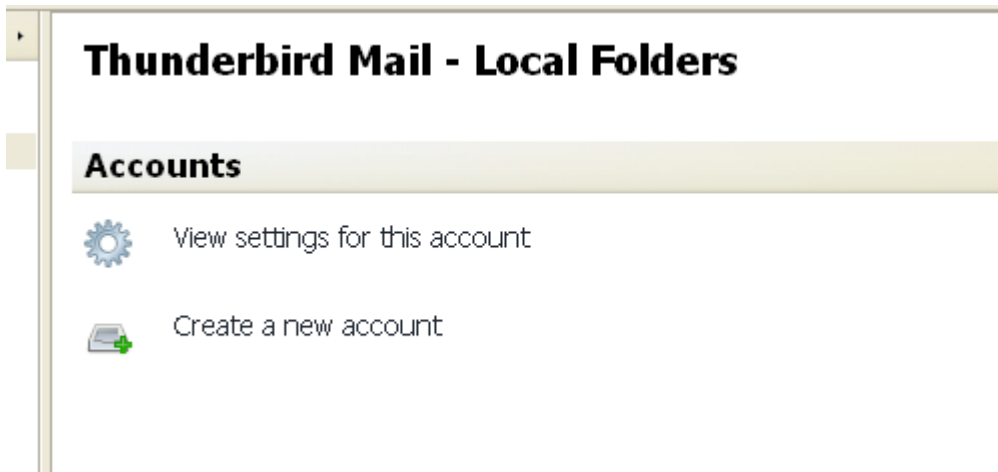 Thunderbird Mail - Local Folders
Accounts
View settings for this account
Create a new account